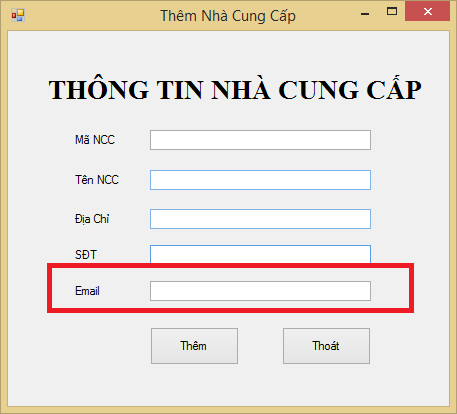 Thêm Nhà Cung Cấp
THÔNG TIN NHÀ CUNG CẤP
Mã NCC
Tên NCC
Địa Chỉ
SĐT
Email
Thêm
Thoát